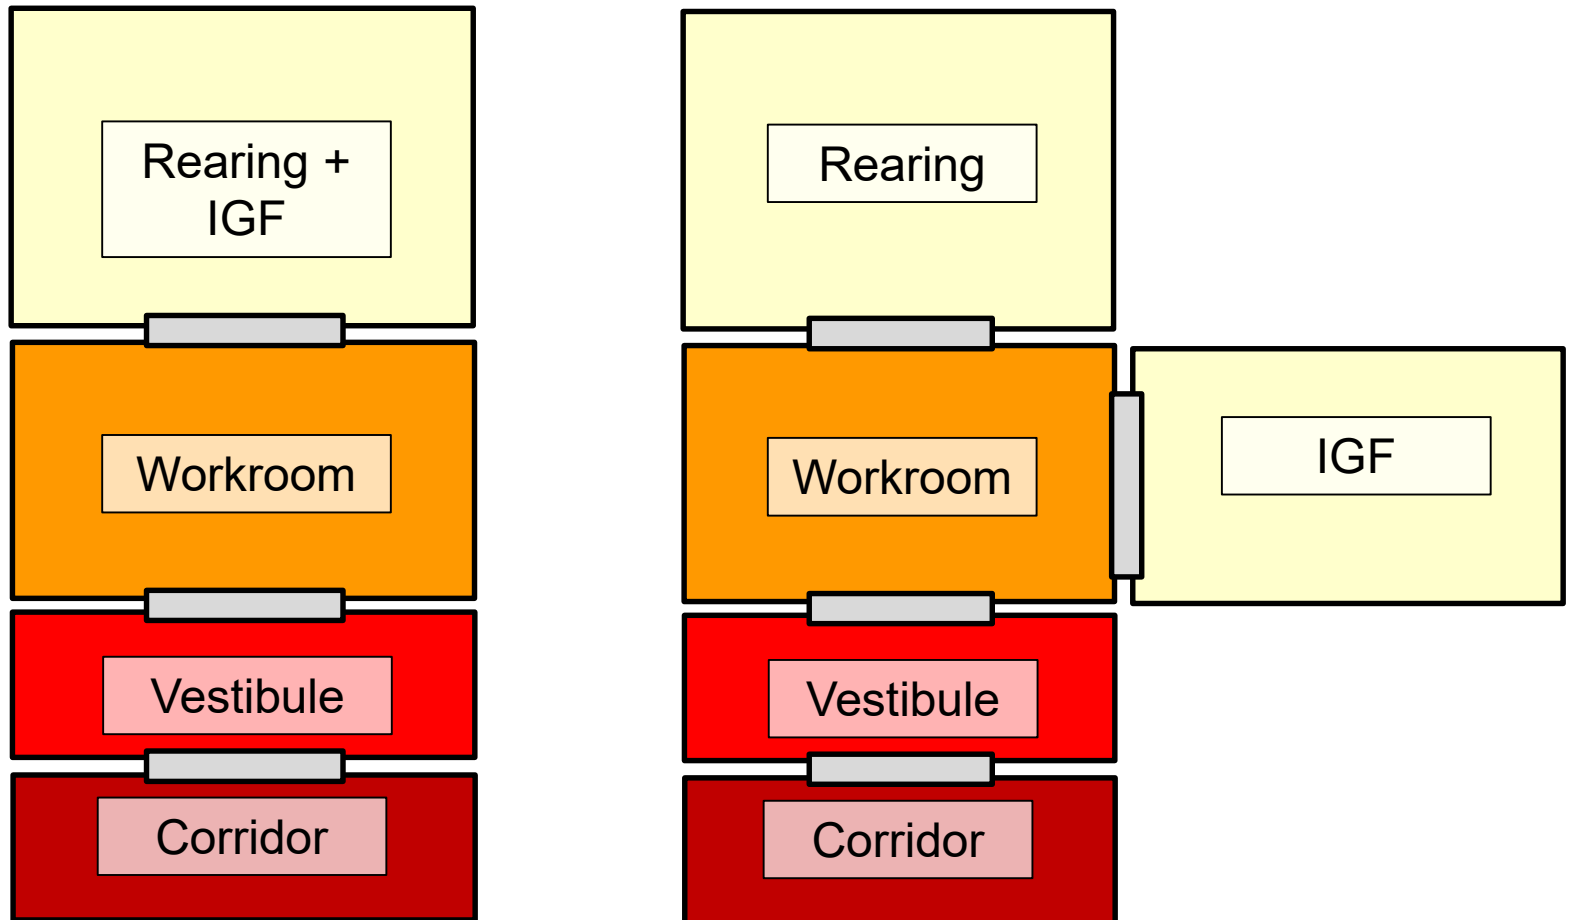 Rearing +
IGF
Workroom
Vestibule
Corridor
Rearing
Workroom
IGF
Vestibule
Corridor